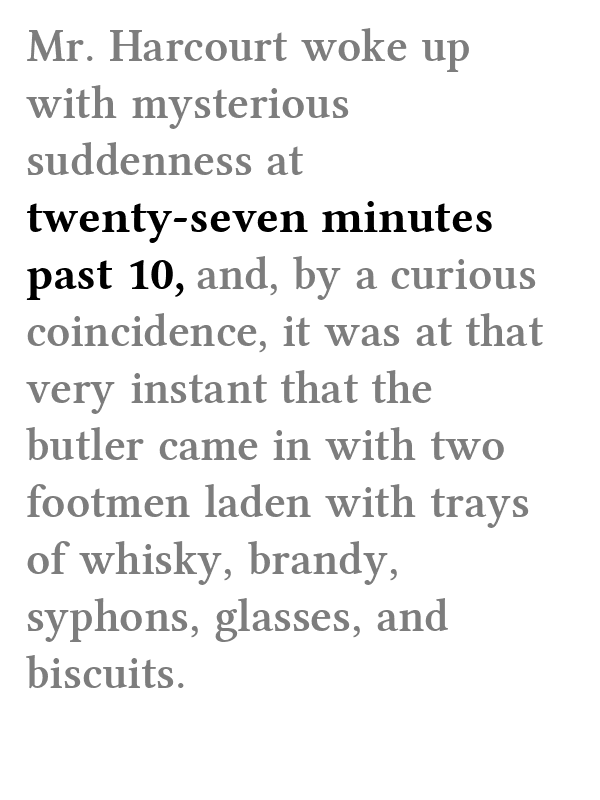 Mr. Harcourt woke up
with mysterious
suddenness at
twenty-seven minutes
past 10, and, by a curious
coincidence, it was at that
very instant that the
butler came in with two
footmen laden with trays
of whisky, brandy,
syphons, glasses, and
biscuits.